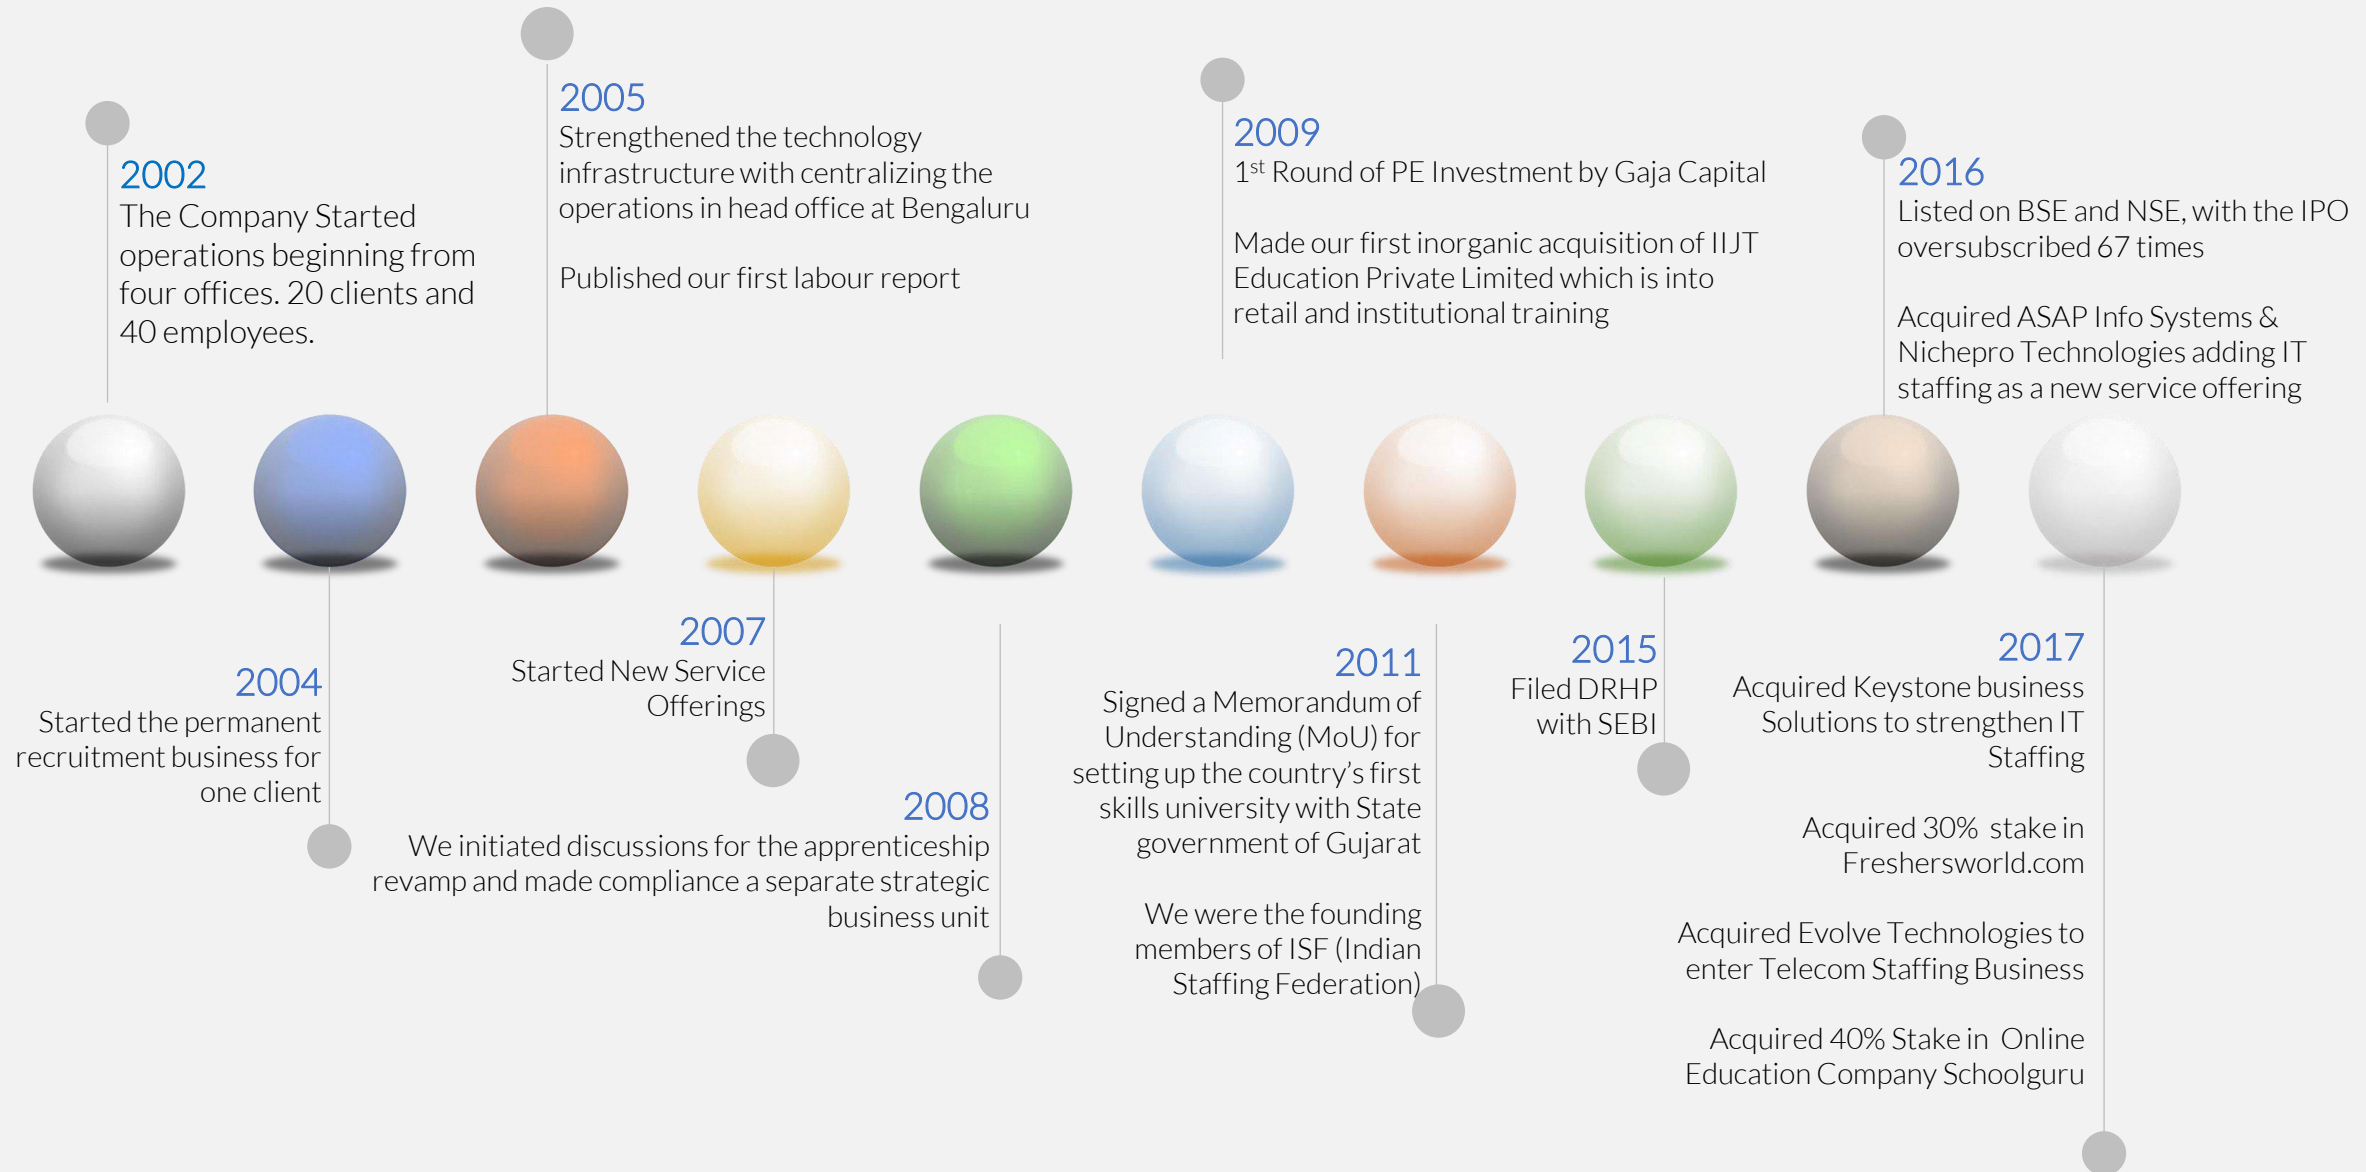 2002
The Company Started
operations beginning from
four offices. 20 clients and
40 employees.
2004
Started the permanent
recruitment business for
one client
2005
Strengthened the technology
infrastructure with centralizing the
operations in head office at Bengaluru
Published our first labour report
2007
Started New Service
Offerings
2008
We initiated discussions for the apprenticeship
revamp and made compliance a separate strategic
business unit
2009
1st Round of PE Investment by Gaja Capital
Made our first inorganic acquisition of IIJT
Education Private Limited which is into
retail and institutional training
2011
Signed a Memorandum of
Understanding (MoU) for
setting up the country’s first
skills university with State
government of Gujarat
We were the founding
members of ISF (Indian
Staffing Federation)
2015
Filed DRHP
with SEBI
2016
Listed on BSE and NSE, with the IPO
oversubscribed 67 times
Acquired ASAP Info Systems &
Nichepro Technologies adding IT
staffing as a new service offering
2017
Acquired Keystone business
Solutions to strengthen IT
Staffing
Acquired 30% stake in
Freshersworld.com
Acquired Evolve Technologies to
enter Telecom Staffing Business
Acquired 40% Stake in Online
Education Company Schoolguru